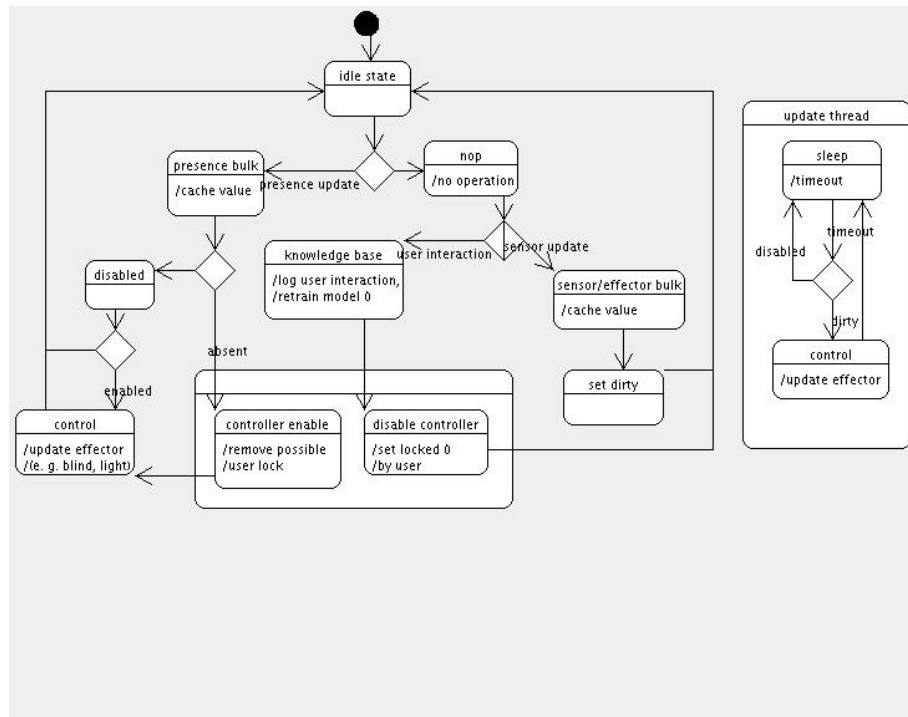 idle state
update thread
presence bulk
/cache value
presence update
nop
/no operation
sleep
/timeout
knowledge base
/log user interaction,
/retrain model 0
user interaction
sensor update
disabled
timeout
disabled
sensor/effector bulk
/cache value
dirty
absent
control
/update effector
set dirty
enabled
control
/update effector
/(e. g. blind, light)
controller enable
/remove possible
/user lock
disable controller
/set locked 0
/by user